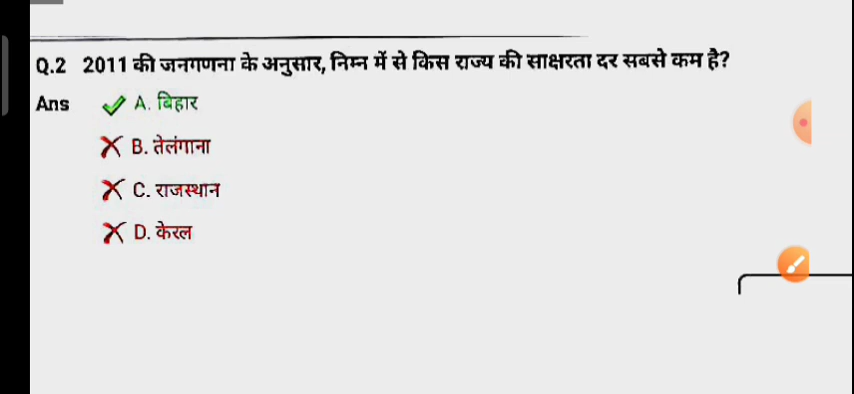 Q.2 2011 की जनगणना के अनुसार, निम्न में से किस राज्य की साक्षरता दर सबसे कम है?
Ans A. बिहार
B. तेलंगाना
C. राजस्थान
D. केरल